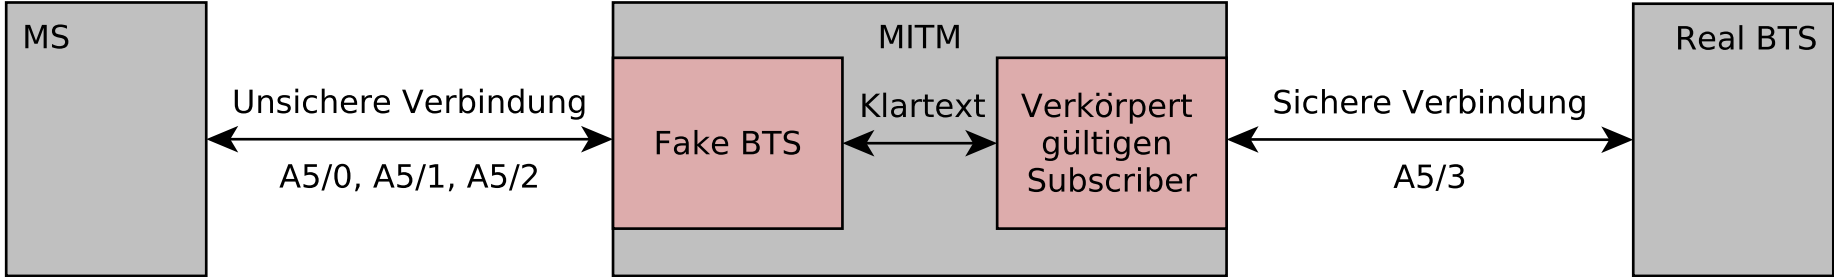 MS
Unsichere Verbindung
A5/0, A5/1, A5/2
MITM
Fake BTS
Klartext
Verkörpert
gültigen
Subscriber
Sichere Verbindung
A5/3
Real BTS